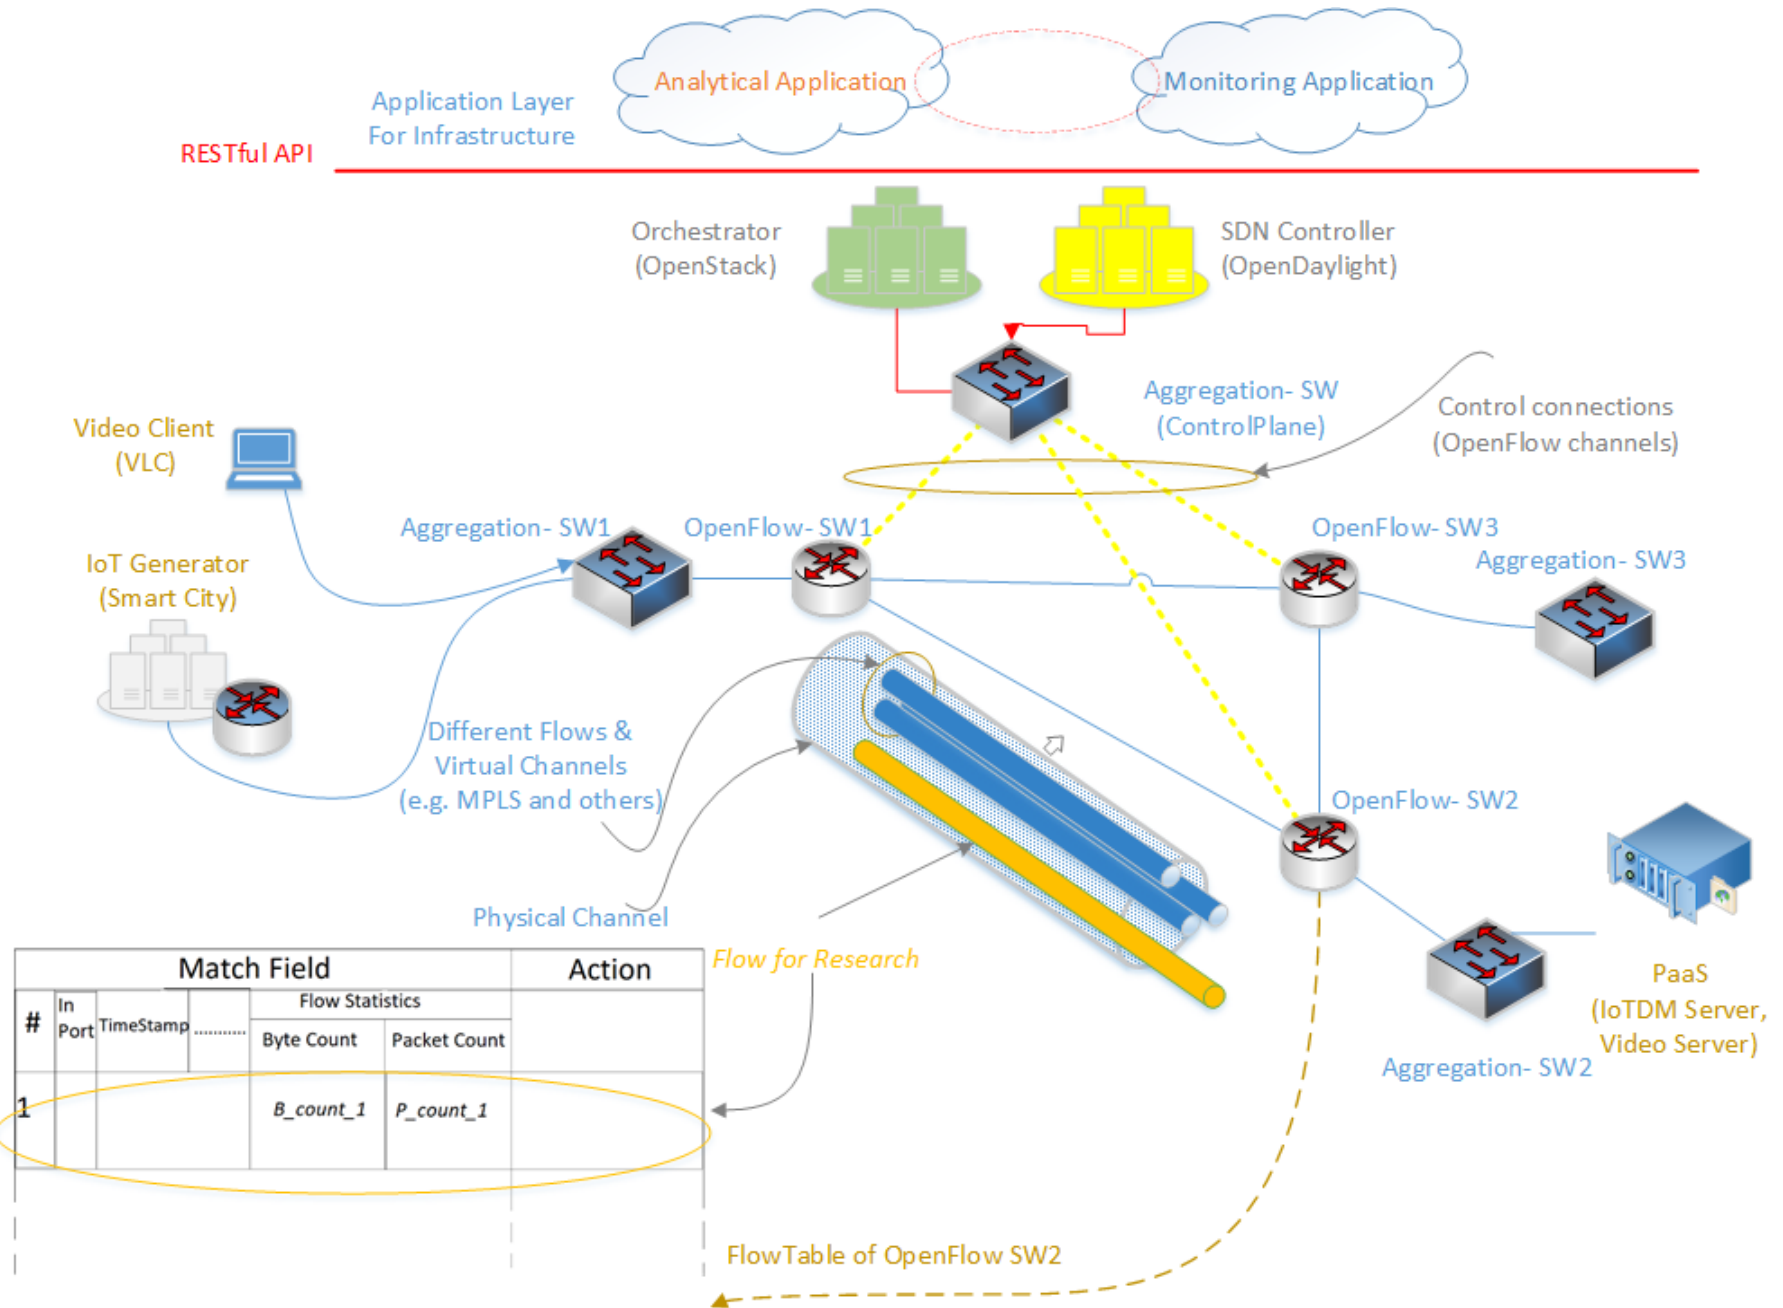 Analytical Application
Monitoring Application
Application Layer
For Infrastructure
RESTful API
Orchestrator
(OpenStack)
SDN Controller
(OpenDaylight)
Aggregation- SW
(ControlPlane)
Control connections
(OpenFlow channels)
Video Client
(VLC)
Aggregation- SW1
OpenFlow- SW1
OpenFlow- SW3
Aggregation- SW3
IoT Generator
(Smart City)
Different Flows &
Virtual Channels
(e.g. MPLS and others)
OpenFlow- SW2
Physical Channel
Flow for Research
PaaS
(IoTDM Server,
Video Server)
Aggregation- SW2
Match Field
Action
#
In
Port
TimeStamp
...........
Flow Statistics
Byte Count
Packet Count
1
B_count_1
P_count_1
FlowTable of OpenFlow SW2